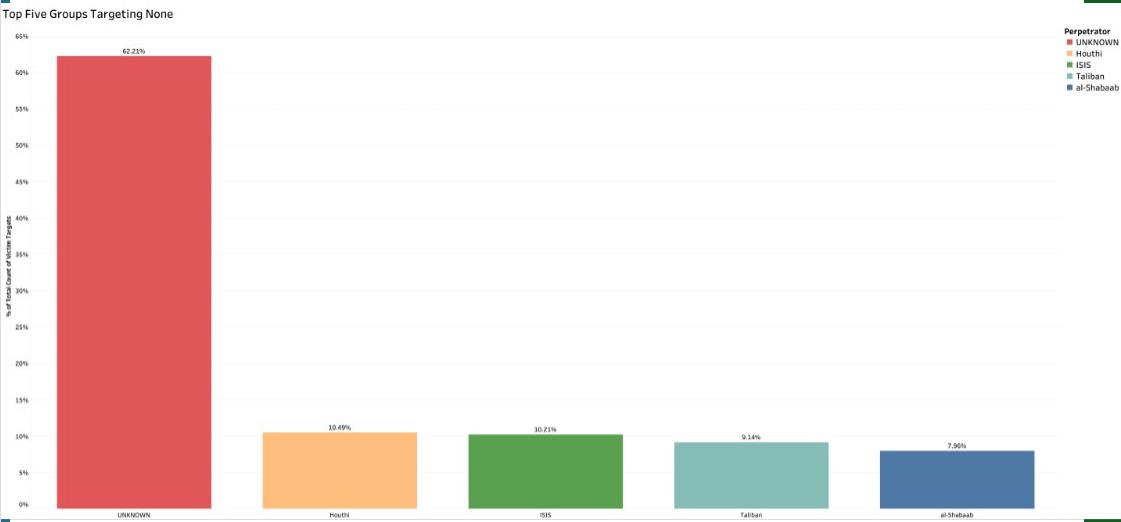 Top Five Groups Targeting None
Perpetrator
UNKNOWN
Houthi
ISIS
Taliban
al-Shabaab
65%
60%
55%
50%
45%
40%
35%
30%
25%
20%
15%
10%
5%
0%
% of Total Count of Victim Targets
62.21%
10.49%
10.21%
9.14%
7.96%
UNKNOWN
Houthi
ISIS
Taliban
al-Shabaab